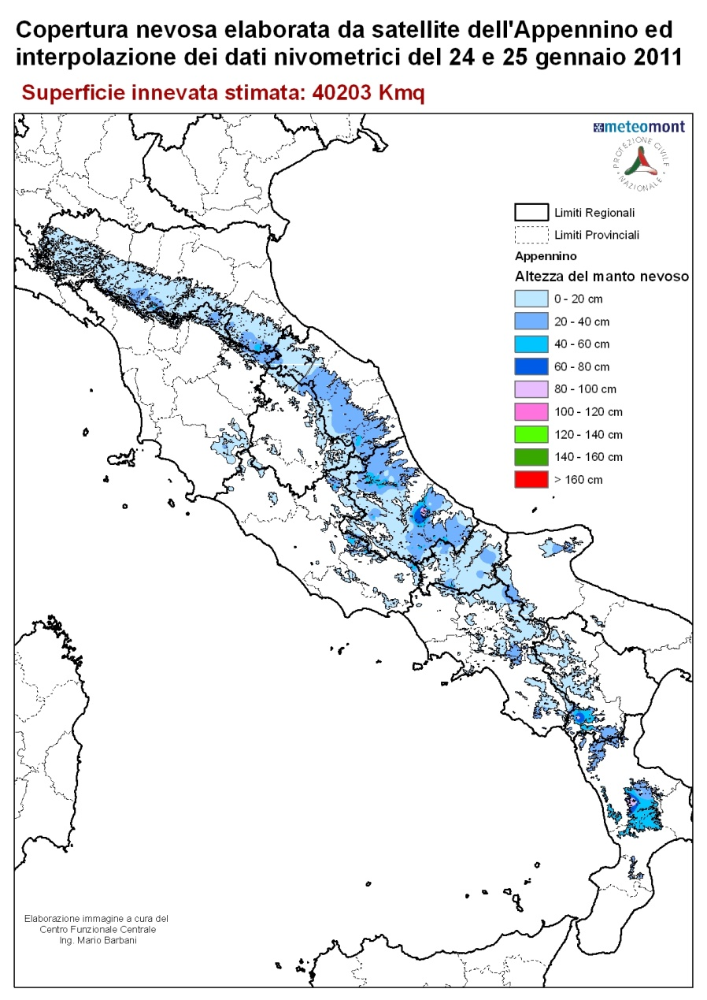 Copertura nevosa elaborata da satellite dell'Appennino ed
interpolazione dei dati nivometrici del 24 e 25 gennaio 2011
Superficie innevata stimata: 40203 Kmq
meteomont
PROTEZIONE CIVILE
NAZIONALE
Limiti Regionali
Limiti Provinciali
Appennino
Altezza del manto nevoso
0 - 20 cm
20 - 40 cm
40 - 60 cm
60 - 80 cm
80 - 100 cm
100 - 120 cm
120 - 140 cm
140 - 160 cm
> 160 cm
Elaborazione immagine a cura del
Centro Funzionale Centrale
Ing. Mario Barbani